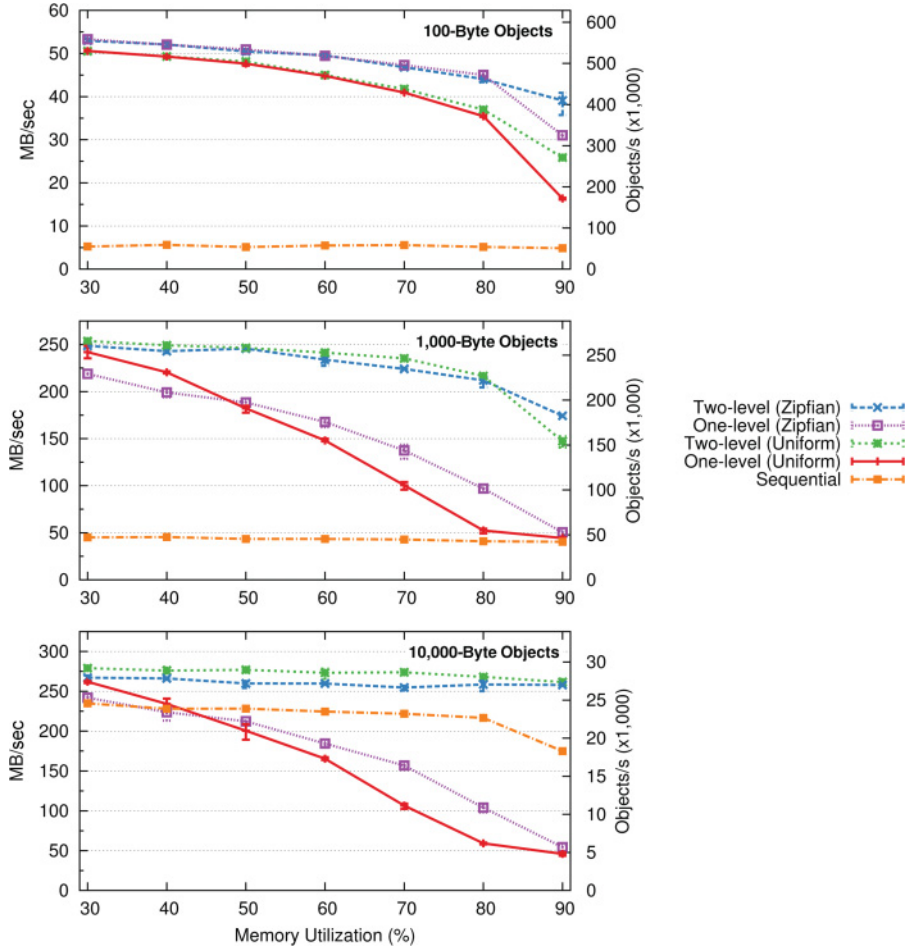 100-Byte Objects
60
50
40
30
20
10
0
MB/sec
600
500
400
300
200
100
0
Objects/s (x1,000)
30 40 50 60 70 80 90
1,000-Byte Objects
250
200
150
100
50
0
MB/sec
250
200
150
100
50
0
Objects/s (x1,000)
30 40 50 60 70 80 90
Two-level (Zipfian)
One-level (Zipfian)
Two-level (Uniform)
One-level (Uniform)
Sequential
10,000-Byte Objects
300
250
200
150
100
50
0
MB/sec
30
25
20
15
10
5
0
Objects/s (x1,000)
30 40 50 60 70 80 90
Memory Utilization (%)